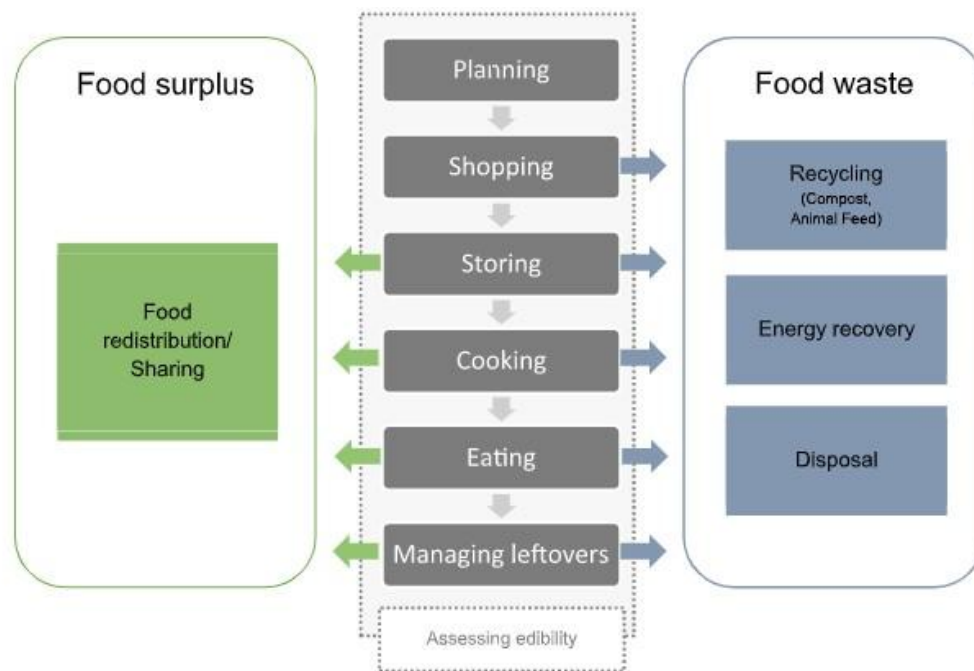 Food surplus
Food
redistribution/
Sharing
Planning
Shopping
Storing
Cooking
Eating
Managing leftovers
Assessing edibility
Food waste
Recycling
(Compost,
Animal Feed)
Energy recovery
Disposal